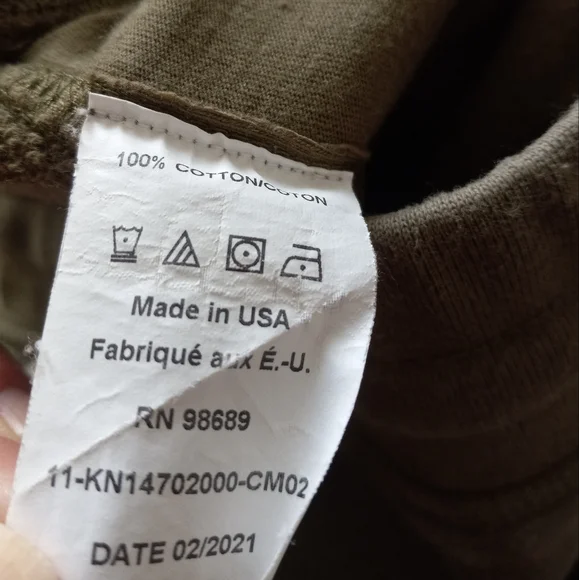 100% COTTON/COTON
Made in USA
Fabriqué aux É.-U.
RN 98689
11-KN14702000-CM02
DATE 02/2021